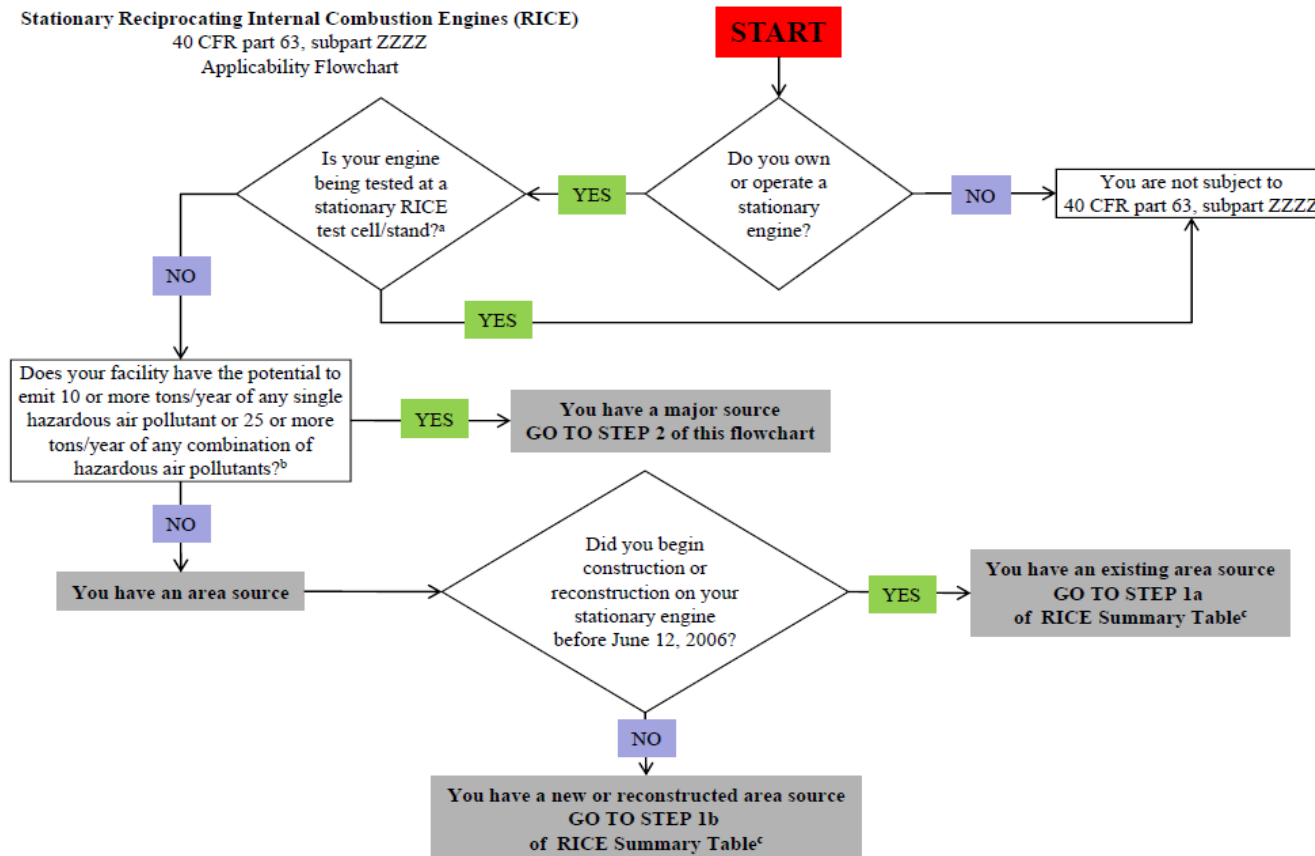 Stationary Reciprocating Internal Combustion Engines (RICE)
40 CFR part 63, subpart ZZZZ
Applicability Flowchart
START
Do you own
or operate a
stationary
engine?
NO
You are not subject to
40 CFR part 63, subpart ZZZZ
YES
Is your engine
being tested at a
stationary RICE
test cell/stand?ᵃ
YES
NO
Does your facility have the potential to
emit 10 or more tons/year of any single
hazardous air pollutant or 25 or more
tons/year of any combination of
hazardous air pollutants?ᵇ
YES
You have a major source
GO TO STEP 2 of this flowchart
NO
You have an area source
Did you begin
construction or
reconstruction on your
stationary engine
before June 12, 2006?
YES
You have an existing area source
GO TO STEP 1a
of RICE Summary Tableᶜ
NO
You have a new or reconstructed area source
GO TO STEP 1b
of RICE Summary Tableᶜ